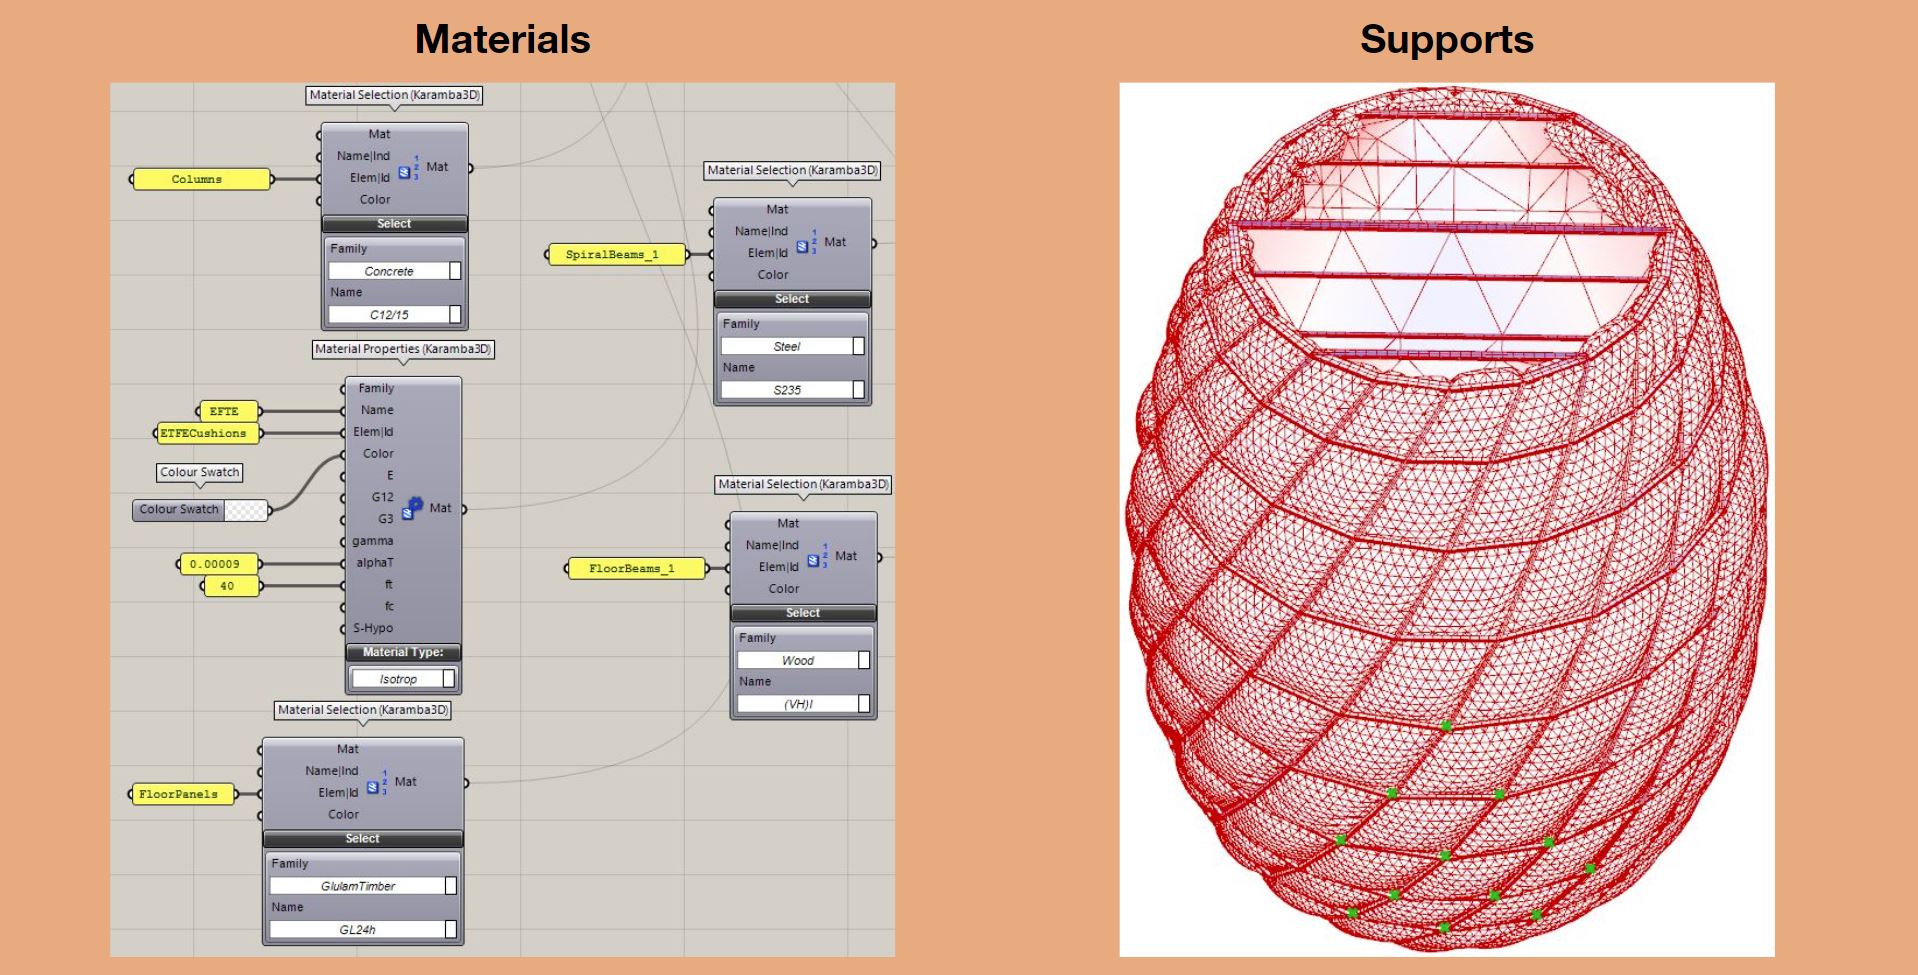 Materials
Supports
Material Selection (Karamba3D)
Mat
Name|Ind
Elem|Id
Color
Mat
Columns
Select
Family
Concrete
Name
C12/15
Material Properties (Karamba3D)
Family
Name
Elem|Id
Color
E
G12
G3
gamma
alphaT
ft
fc
S-Hypo
Mat
EFTE
ETFECushions
Colour Swatch
Colour Swatch
0.00009
40
Material Type:
Isotrop
Material Selection (Karamba3D)
Mat
Name|Ind
Elem|Id
Color
Mat
FloorPanels
Select
Family
GlulamTimber
Name
GL24h
Material Selection (Karamba3D)
Mat
Name|Ind
Elem|Id
Color
Mat
SpiralBeams_1
Select
Family
Steel
Name
S235
Material Selection (Karamba3D)
Mat
Name|Ind
Elem|Id
Color
Mat
FloorBeams_1
Select
Family
Wood
Name
(VH)I